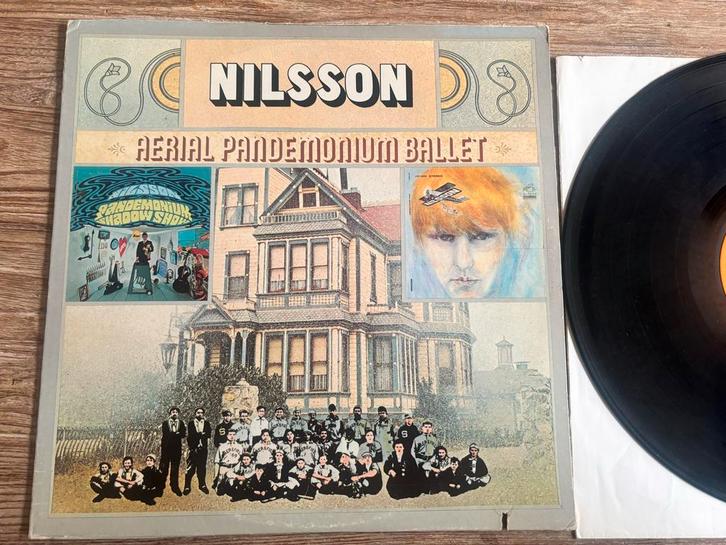 NILSSON
AERIAL PANDEMONIUM BALLET
NILSSON
PANDEMONIUM
SHADOW SHOW